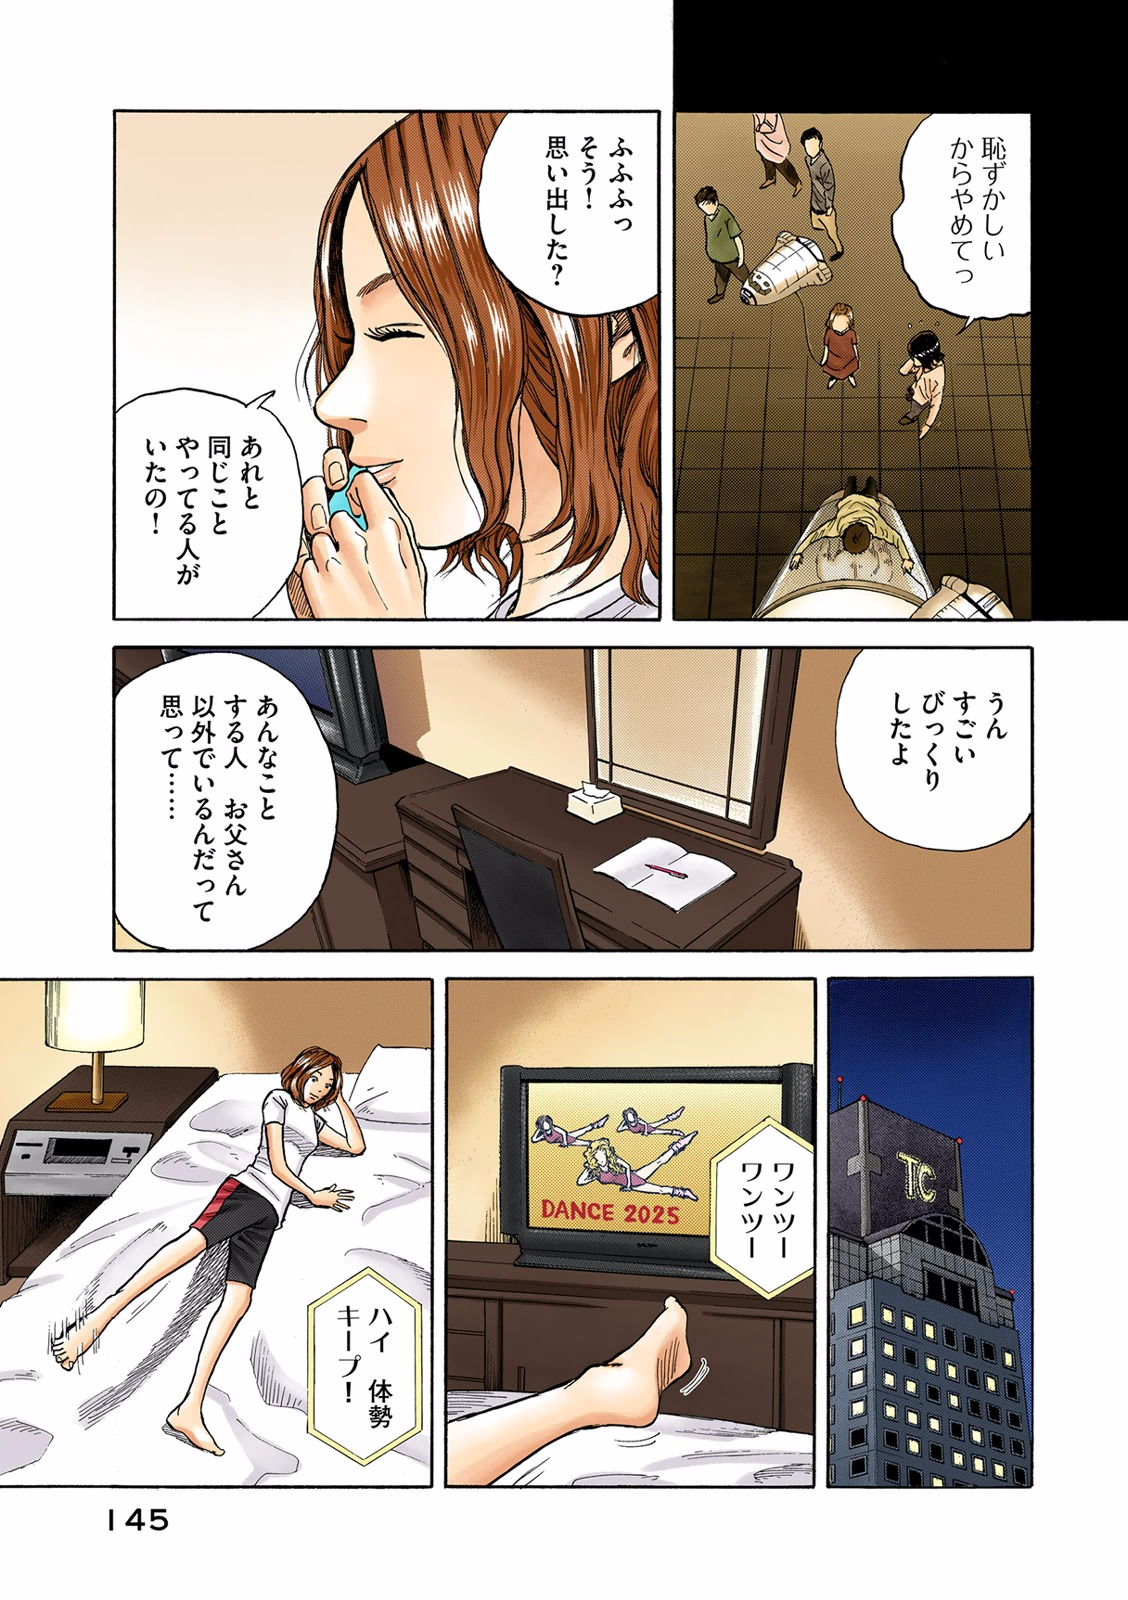 恥ずかしい
からやめてっ
ふふふっ
そう!
思い出した?
あれと
同じこと
やってる人が
いたの!
うん
すごい
びっくり
したよ
あんなこと
する人 お父さん
以外でいるんだって
思って……
TC
ワンツー
ワンツー
DANCE 2025
ハイ 体勢
キープ!
145